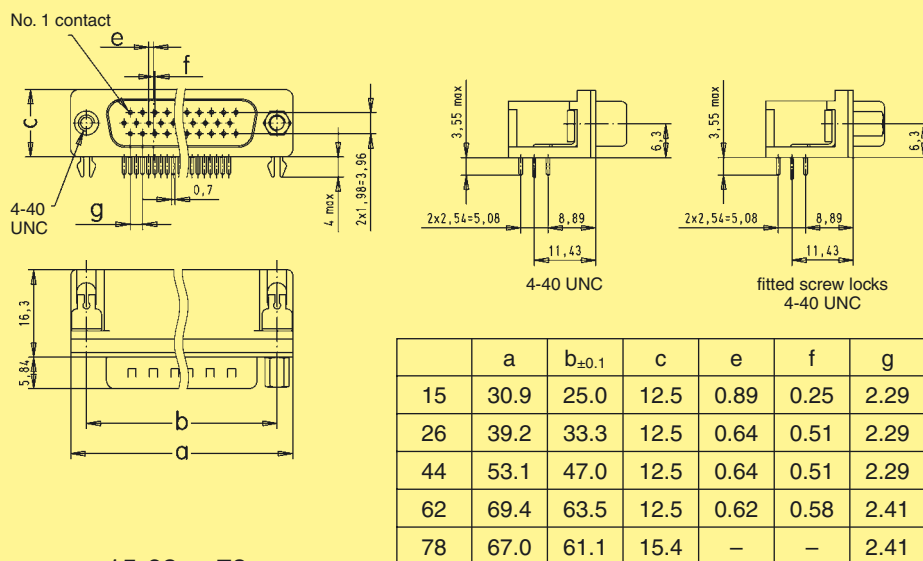 No. 1 contact
e
f
c
4-40
UNC
g
0,7
4 max
2x1,98=3,96
3,55 max
6,3
2x2,54=5,08
8,89
11,43
4-40 UNC
3,55 max
6,3
2x2,54=5,08
8,89
11,43
fitted screw locks
4-40 UNC
16,3
5,84
b
a
a b±0.1 c e f g
15 30.9 25.0 12.5 0.89 0.25 2.29
26 39.2 33.3 12.5 0.64 0.51 2.29
44 53.1 47.0 12.5 0.64 0.51 2.29
62 69.4 63.5 12.5 0.62 0.58 2.41
78 67.0 61.1 15.4 – – 2.41